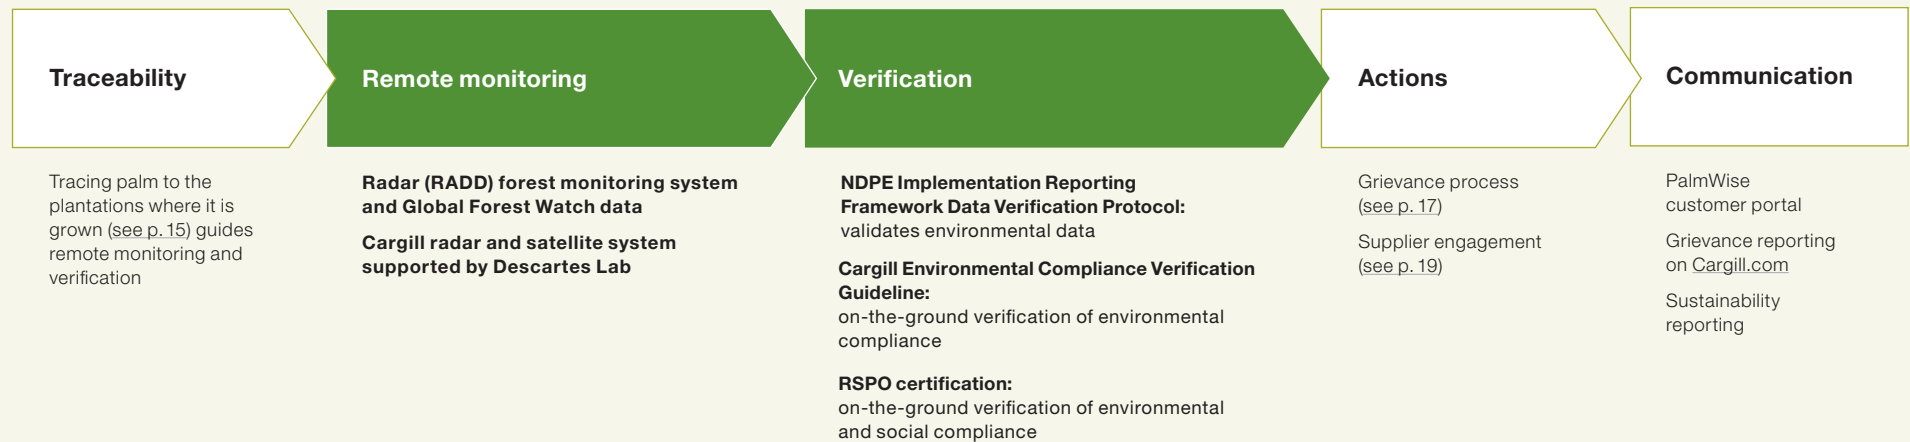 Traceability
Tracing palm to the
plantations where it is
grown (see p. 15) guides
remote monitoring and
verification
Remote monitoring
Radar (RADD) forest monitoring system
and Global Forest Watch data
Cargill radar and satellite system
supported by Descartes Lab
Verification
NDPE Implementation Reporting
Framework Data Verification Protocol:
validates environmental data
Cargill Environmental Compliance Verification
Guideline:
on-the-ground verification of environmental
compliance
RSPO certification:
on-the-ground verification of environmental
and social compliance
Actions
Grievance process
(see p. 17)
Supplier engagement
(see p. 19)
Communication
PalmWise
customer portal
Grievance reporting
on Cargill.com
Sustainability
reporting